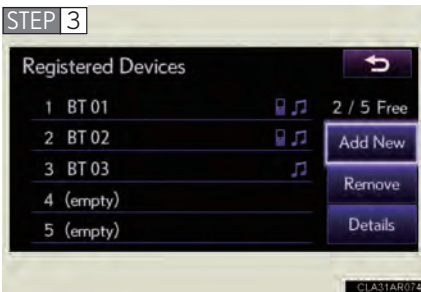 STEP 3
Registered Devices
1 BT 01
2 / 5 Free
2 BT 02
Add New
3 BT 03
Remove
4 (empty)
5 (empty)
Details
CLA31AR074